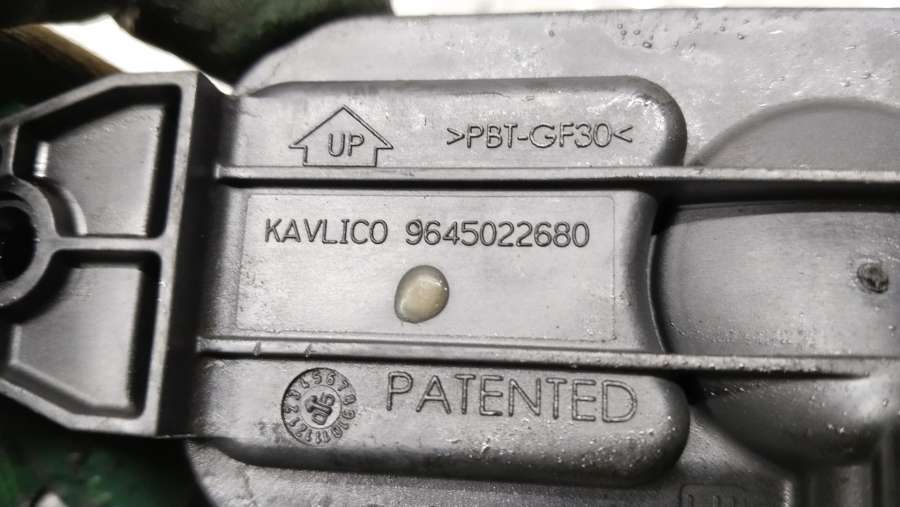 UP
>PBT-GF30<
KAVLICO 9645022680
PATENTED